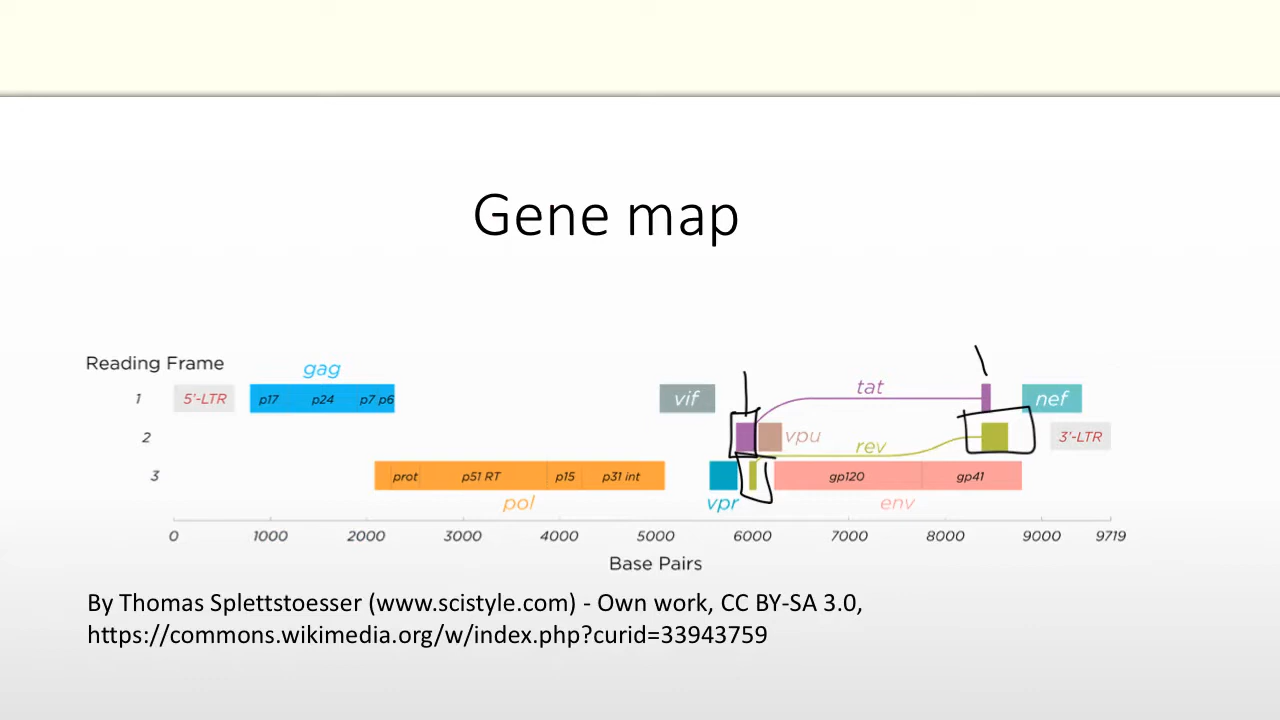 Gene map
Reading Frame
gag
1 5'-LTR p17 p24 p7 p6 vif tat nef
2 vpu rev 3'-LTR
3 prot p51 RT p15 p31 int gp120 gp41
pol vpr env
0 1000 2000 3000 4000 5000 6000 7000 8000 9000 9719
Base Pairs
By Thomas Splettstoesser (www.scistyle.com) - Own work, CC BY-SA 3.0,
https://commons.wikimedia.org/w/index.php?curid=33943759